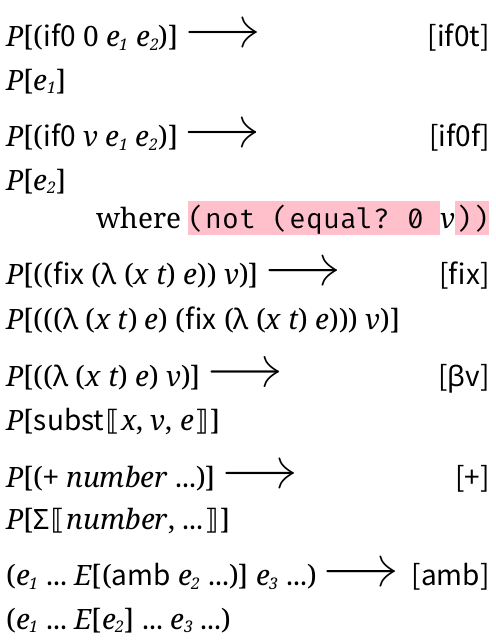 P[(if0 0 e₁ e₂)] ⟶ [if0t]
P[e₁]
P[(if0 v e₁ e₂)] ⟶ [if0f]
P[e₂]
where (not (equal? 0 v))
P[((fix (λ (x t) e)) v)] ⟶ [fix]
P[(((λ (x t) e) (fix (λ (x t) e))) v)]
P[((λ (x t) e) v)] ⟶ [βv]
P[subst⟦x, v, e⟧]
P[(+ number ...)] ⟶ [+]
P[Σ⟦number, ...⟧]
(e₁ ... E[(amb e₂ ...)] e₃ ...) ⟶ [amb]
(e₁ ... E[e₂] ... e₃ ...)